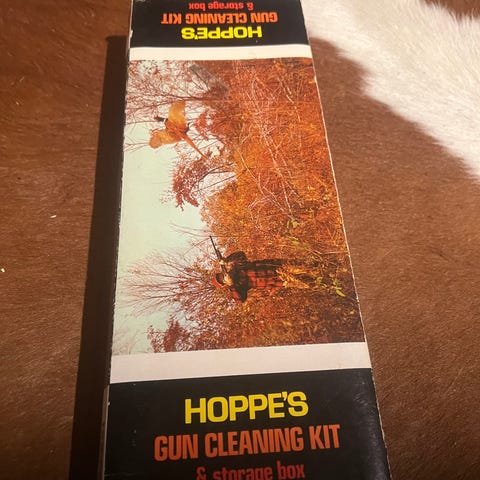 HOPPE'S
GUN CLEANING KIT
& storage box
HOPPE'S
GUN CLEANING KIT
& storage box